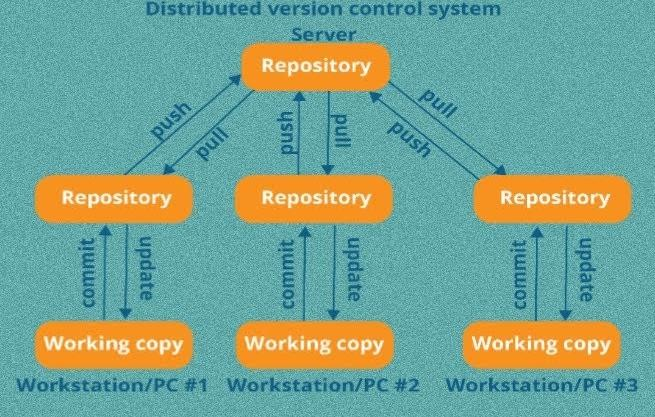 Distributed version control system
Server
Repository
push
pull
push
pull
push
pull
Repository
Repository
Repository
commit
update
commit
update
commit
update
Working copy
Working copy
Working copy
Workstation/PC #1
Workstation/PC #2
Workstation/PC #3